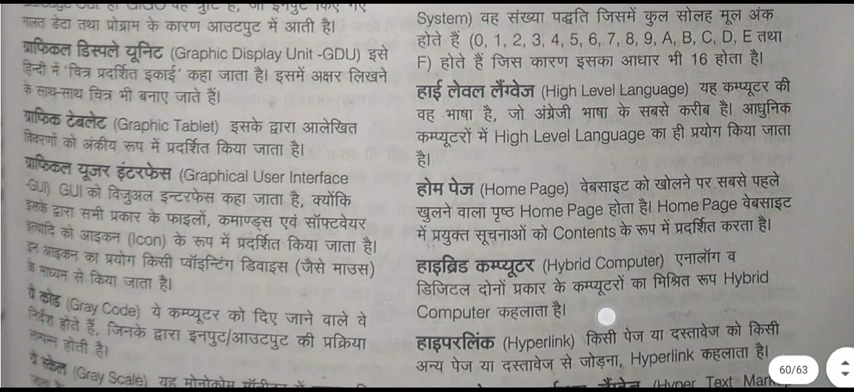 गलत डेटा तथा प्रोग्राम के कारण आउटपुट में आती है।
ग्राफिकल डिस्पले यूनिट (Graphic Display Unit -GDU) इसे
हिन्दी में 'चित्र प्रदर्शित इकाई' कहा जाता है। इसमें अक्षर लिखने
के साथ-साथ चित्र भी बनाए जाते हैं।
ग्राफिक टेबलेट (Graphic Tablet) इसके द्वारा आलेखित
विवरणों को अंकीय रूप में प्रदर्शित किया जाता है।
ग्राफिकल यूजर इंटरफेस (Graphical User Interface
-GUI) GUI को विजुअल इन्टरफेस कहा जाता है, क्योंकि
इसके द्वारा सभी प्रकार के फाइलों, कमाण्ड्स एवं सॉफ्टवेयर
इत्यादि को आइकन (Icon) के रूप में प्रदर्शित किया जाता है।
इन आइकन का प्रयोग किसी प्वॉइन्टिंग डिवाइस (जैसे माउस)
के माध्यम से किया जाता है।
ग्रे कोड (Gray Code) ये कम्प्यूटर को दिए जाने वाले वे
निर्देश होते हैं, जिनके द्वारा इनपुट/आउटपुट की प्रक्रिया
सम्पन्न होती है।
ग्रे स्केल (Gray Scale) यह मोनोक्रोम
System) वह संख्या पद्धति जिसमें कुल सोलह मूल अंक
होते हैं (0, 1, 2, 3, 4, 5, 6, 7, 8, 9, A, B, C, D, E तथा
F) होते हैं जिस कारण इसका आधार भी 16 होता है।
हाई लेवल लैंग्वेज (High Level Language) यह कम्प्यूटर की
वह भाषा है, जो अंग्रेजी भाषा के सबसे करीब है। आधुनिक
कम्प्यूटरों में High Level Language का ही प्रयोग किया जाता
है।
होम पेज (Home Page) वेबसाइट को खोलने पर सबसे पहले
खुलने वाला पृष्ठ Home Page होता है। Home Page वेबसाइट
में प्रयुक्त सूचनाओं को Contents के रूप में प्रदर्शित करता है।
हाइब्रिड कम्प्यूटर (Hybrid Computer) एनालॉग व
डिजिटल दोनों प्रकार के कम्प्यूटरों का मिश्रित रूप Hybrid
Computer कहलाता है।
हाइपरलिंक (Hyperlink) किसी पेज या दस्तावेज को किसी
अन्य पेज या दस्तावेज से जोड़ना, Hyperlink कहलाता है।
(Hyper Text
60/63